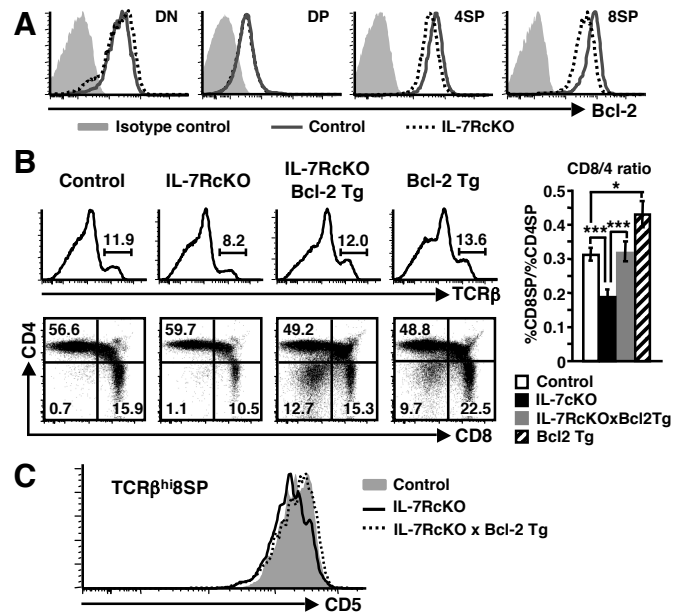 A
DN
DP
4SP
8SP
Bcl-2
Isotype control
Control
IL-7RcKO
B
Control
IL-7RcKO
IL-7RcKO
Bcl-2 Tg
Bcl-2 Tg
11.9
8.2
12.0
13.6
TCRβ
CD4
56.6
0.7
15.9
59.7
1.1
10.5
49.2
12.7
15.3
48.8
9.7
22.5
CD8
CD8/4 ratio
%CD8SP/%CD4SP
0.5
0.4
0.3
0.2
0.1
0
*
***
***
Control
IL-7cKO
IL-7RcKOxBcl2Tg
Bcl2 Tg
C
TCRβhi8SP
Control
IL-7RcKO
IL-7RcKO x Bcl-2 Tg
CD5